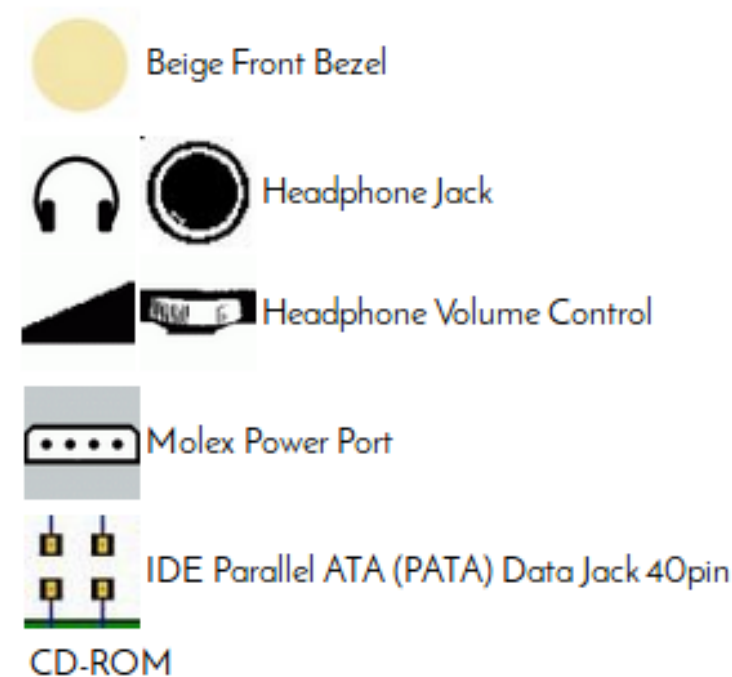 Beige Front Bezel
Headphone Jack
Headphone Volume Control
Molex Power Port
IDE Parallel ATA (PATA) Data Jack 40pin
CD-ROM